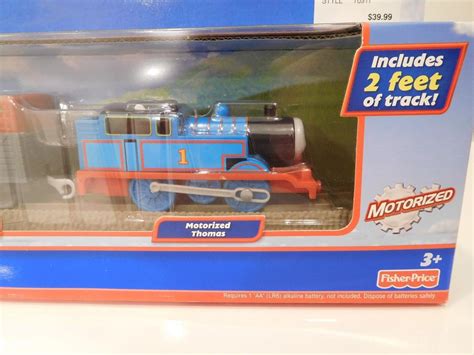 STYLE
$39.99
Includes
2 feet
of track!
1
MOTORIZED
Motorized
Thomas
3+
Fisher-Price
Requires 1 "AA" (LR6) alkaline battery, not included. Dispose of batteries safely.